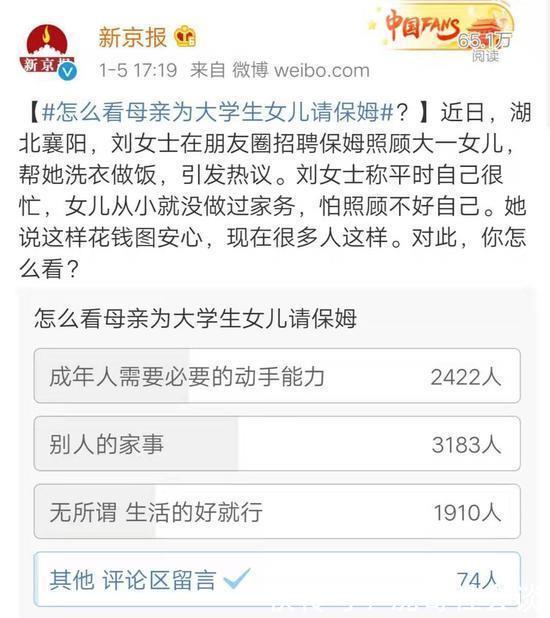 中国FANS
65.1万
阅读
新京报
新京报
1-5 17:19 来自 微博 weibo.com
【#怎么看母亲为大学生女儿请保姆#？】近日，湖
北襄阳，刘女士在朋友圈招聘保姆照顾大一女儿，
帮她洗衣做饭，引发热议。刘女士称平时自己很
忙，女儿从小就没做过家务，怕照顾不好自己。她
说这样花钱图安心，现在很多人这样。对此，你怎
么看？
怎么看母亲为大学生女儿请保姆
成年人需要必要的动手能力 2422人
别人的家事 3183人
无所谓 生活的好就行 1910人
其他 评论区留言 74人